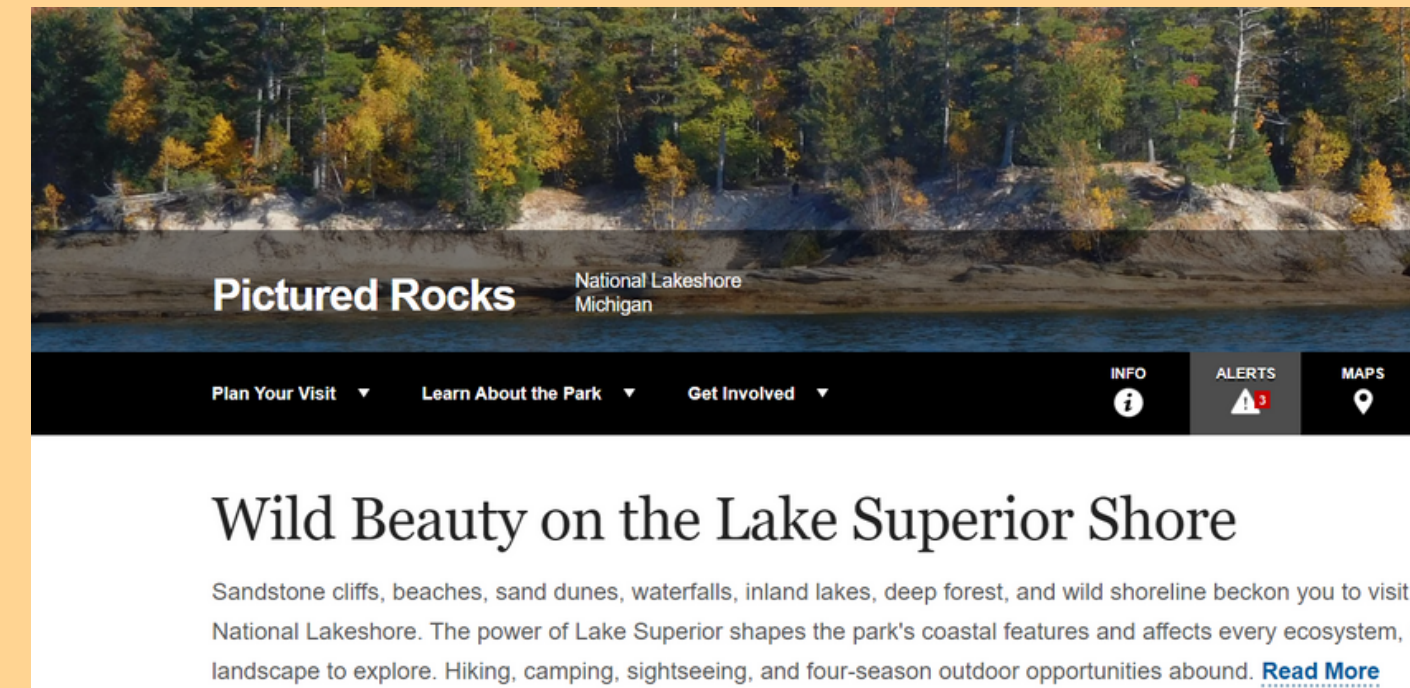 Pictured Rocks
National Lakeshore
Michigan
Plan Your Visit
Learn About the Park
Get Involved
INFO
ALERTS
3
MAPS
Wild Beauty on the Lake Superior Shore
Sandstone cliffs, beaches, sand dunes, waterfalls, inland lakes, deep forest, and wild shoreline beckon you to visit
National Lakeshore. The power of Lake Superior shapes the park's coastal features and affects every ecosystem,
landscape to explore. Hiking, camping, sightseeing, and four-season outdoor opportunities abound. Read More